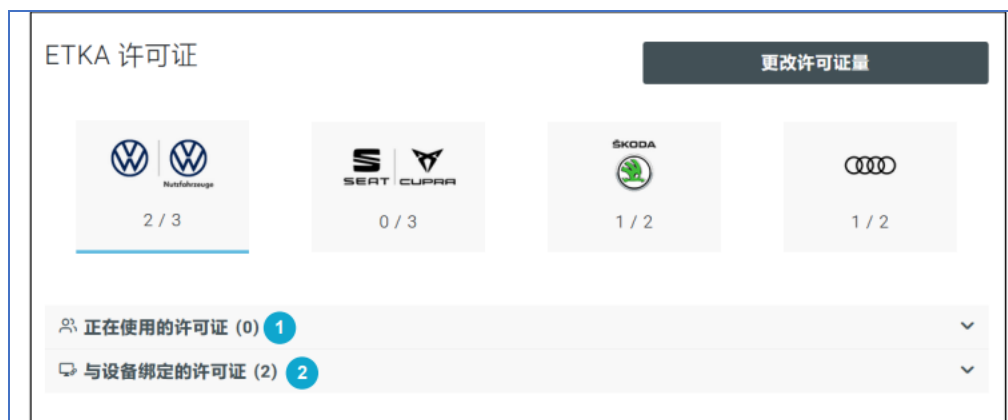 ETKA 许可证
更改许可证量
Nutzfahrzeuge
SEAT CUPRA
ŠKODA
2 / 3
0 / 3
1 / 2
1 / 2
正在使用的许可证 (0) 1
与设备绑定的许可证 (2) 2